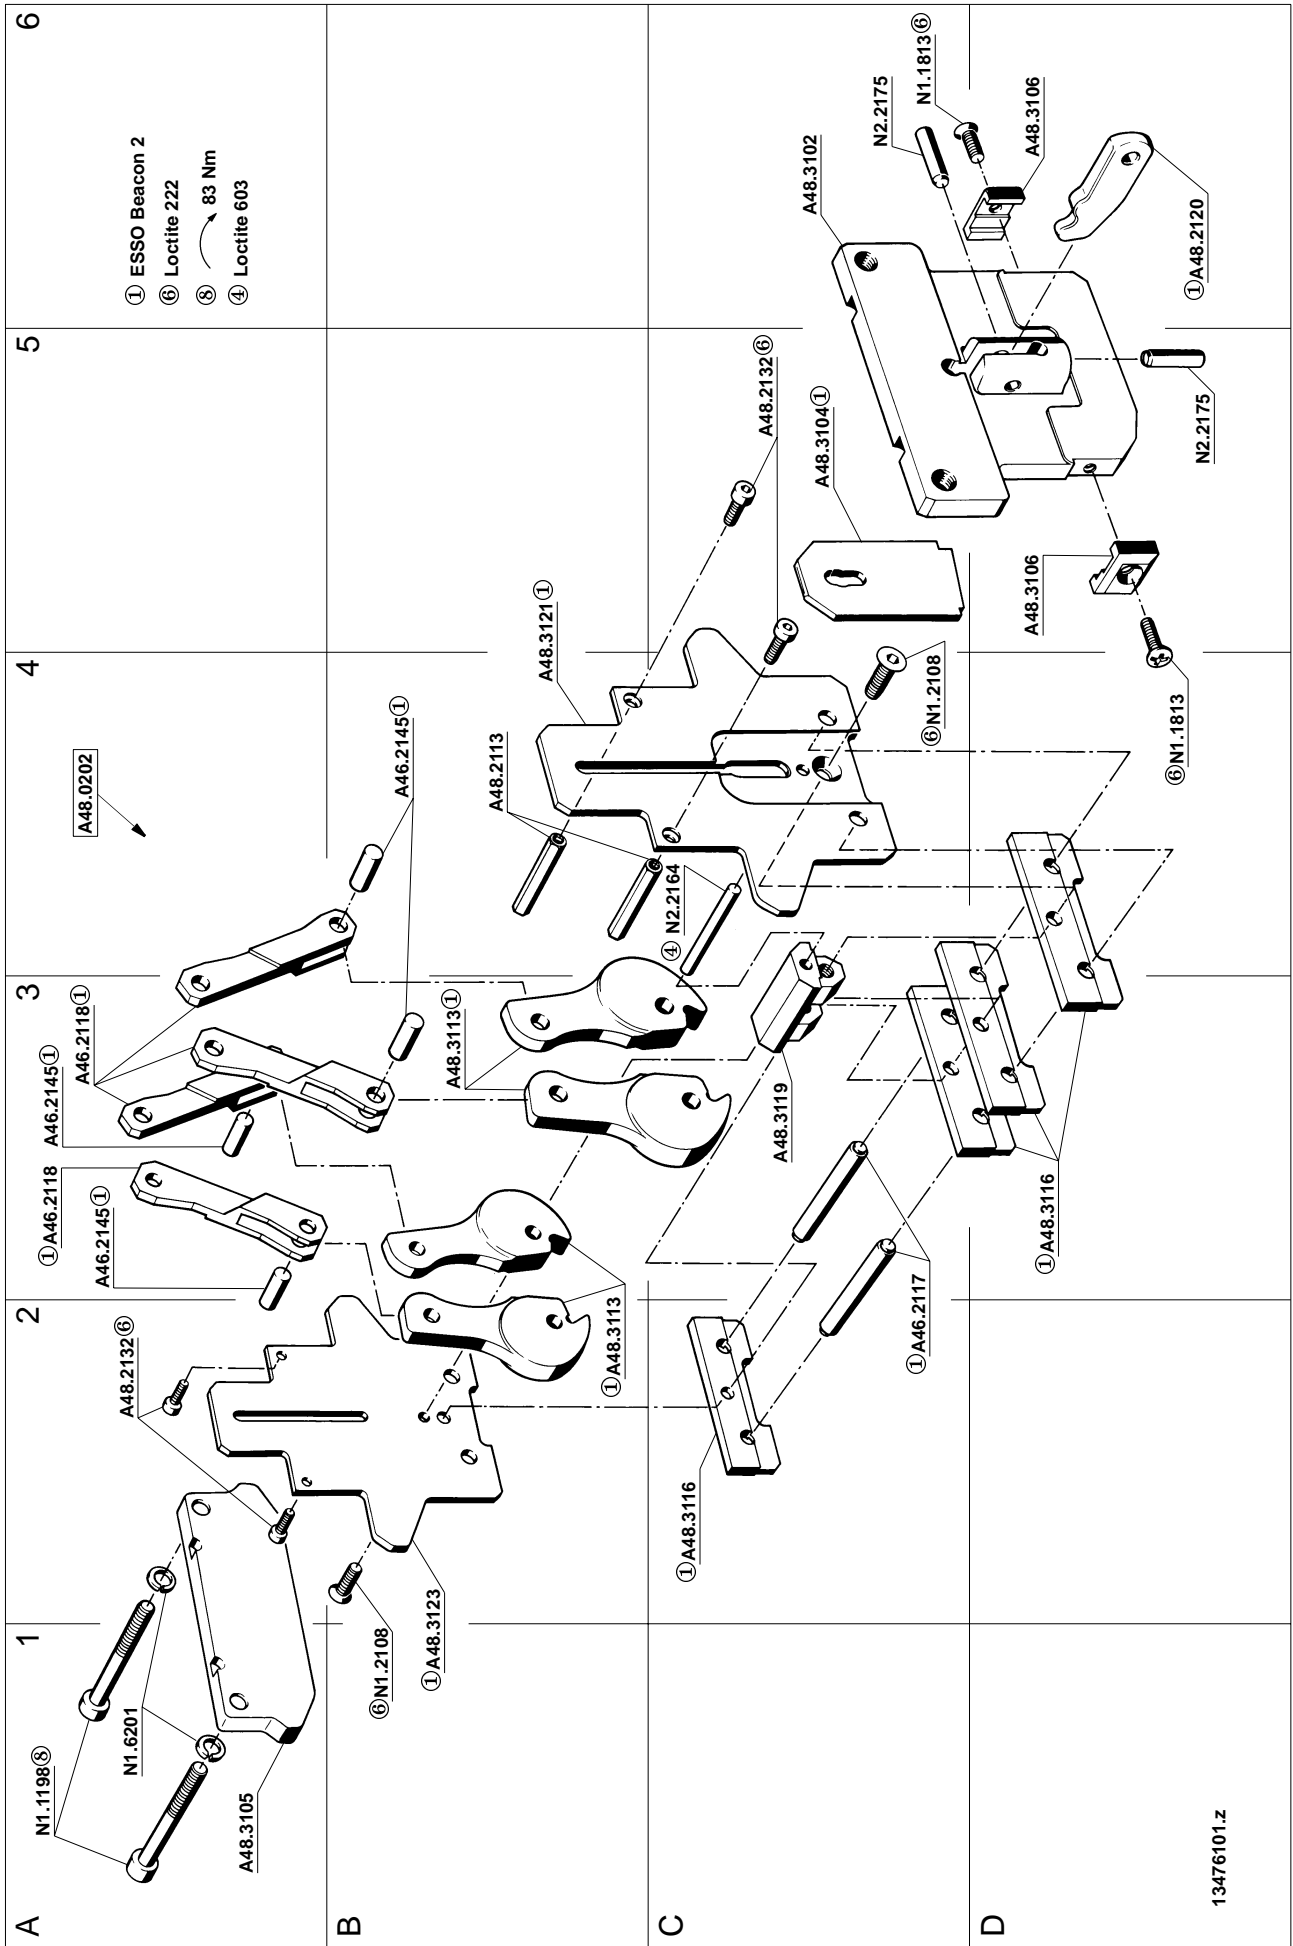 A
B
C
D
1
2
3
4
5
6
① ESSO Beacon 2
⑥ Loctite 222
⑧ 83 Nm
④ Loctite 603
A48.0202
N1.1198⑧
N1.6201
A48.3105
A48.2132⑥
⑥N1.2108
①A48.3123
①A46.2118
A46.2145①
A46.2145①
A46.2118①
A46.2145①
①A48.3113
A48.3113①
A48.2113
④ N2.2164
A48.3121①
A48.2132⑥
A48.3104①
⑥N1.2108
A48.3119
①A46.2117
①A48.3116
①A48.3116
A48.3102
N2.2175
N1.1813⑥
A48.3106
①A48.2120
N2.2175
A48.3106
⑥N1.1813
13476101.z